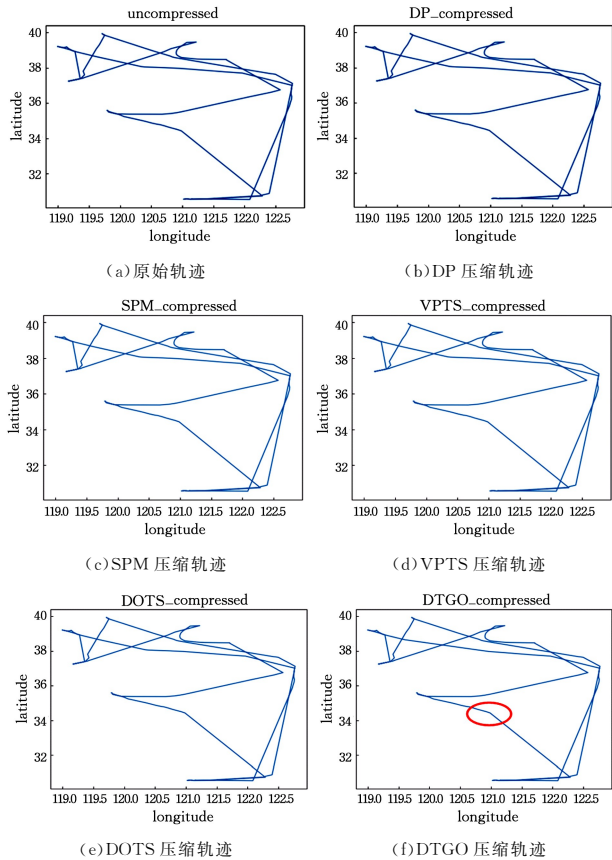 uncompressed
DP_compressed
40
38
36
34
32
latitude
119.0 119.5 120.0 120.5 121.0 121.5 122.0 122.5
longitude
40
38
36
34
32
latitude
119.0 119.5 120.0 120.5 121.0 121.5 122.0 122.5
longitude
(a)原始轨迹
(b)DP 压缩轨迹
SPM_compressed
VPTS_compressed
40
38
36
34
32
latitude
119.0 119.5 120.0 120.5 121.0 121.5 122.0 122.5
longitude
40
38
36
34
32
latitude
119.0 119.5 120.0 120.5 121.0 121.5 122.0 122.5
longitude
(c)SPM 压缩轨迹
(d)VPTS 压缩轨迹
DOTS_compressed
DTGO_compressed
40
38
36
34
32
latitude
119.0 119.5 120.0 120.5 121.0 121.5 122.0 122.5
longitude
40
38
36
34
32
latitude
119.0 119.5 120.0 120.5 121.0 121.5 122.0 122.5
longitude
(e)DOTS 压缩轨迹
(f)DTGO 压缩轨迹